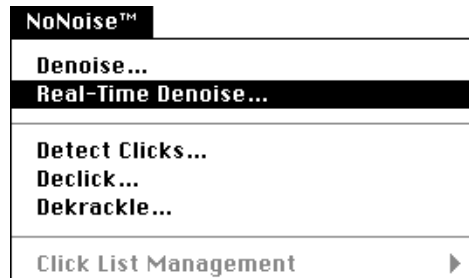 NoNoise™
Denoise...
Real-Time Denoise...
Detect Clicks...
Declick...
Dekrackle...
Click List Management